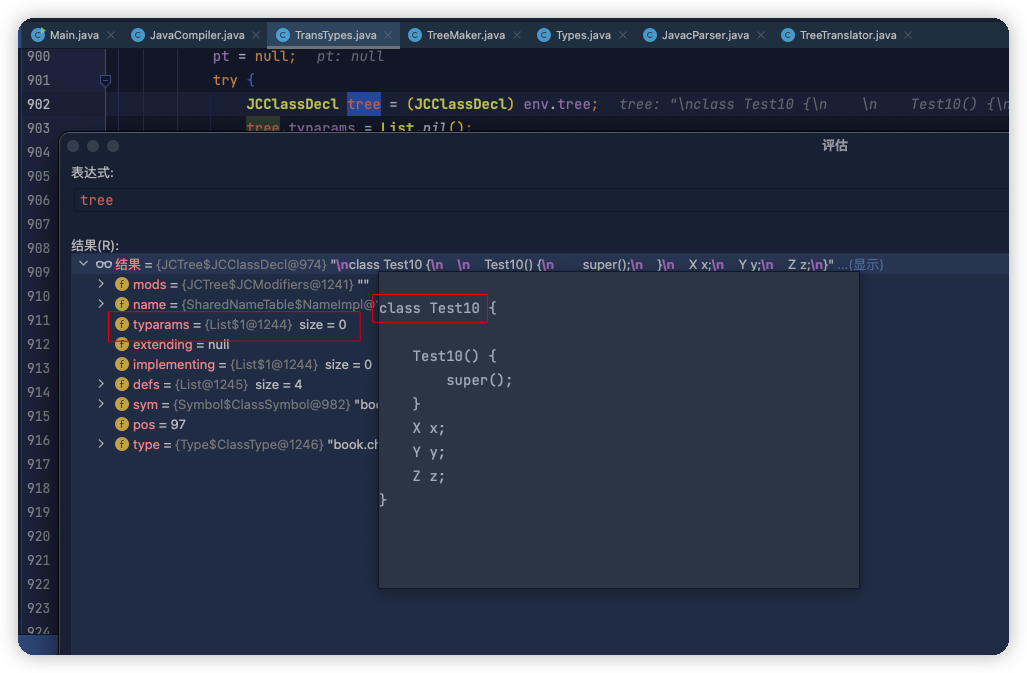 Main.java JavaCompiler.java TransTypes.java TreeMaker.java Types.java JavacParser.java TreeTranslator.java
900 pt = null; pt: null
901 try {
902 JCClassDecl tree = (JCClassDecl) env.tree; tree: "\nclass Test10 {\n \n Test10() {\n
903 tree.typarams = List.nil();
904
评估
905 表达式:
906 tree
907
908 结果(R):
909 结果 = {JCTree$JCClassDecl@974} "\nclass Test10 {\n \n Test10() {\n super();\n }\n X x;\n Y y;\n Z z;\n}" ...(显示)
910 mods = {JCTree$JCModifiers@1241} ""
911 name = {SharedNameTable$NameImpl@
class Test10 {
912 typarams = {List$1@1244} size = 0
extending = null
913 implementing = {List$1@1244} size = 0
Test10() {
914 defs = {List@1245} size = 4
super();
915 sym = {Symbol$ClassSymbol@982} "boo
}
916 pos = 97
X x;
917 type = {Type$ClassType@1246} "book.ch
Y y;
918
Z z;
919
}
920
921
922
923
924